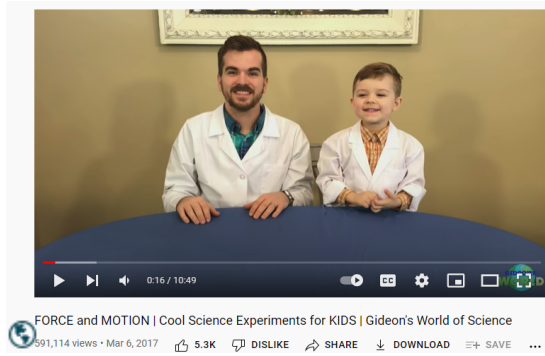 0:16 / 10:49
CC
WORLD
FORCE and MOTION | Cool Science Experiments for KIDS | Gideon's World of Science
591,114 views • Mar 6, 2017 5.3K DISLIKE SHARE DOWNLOAD SAVE ...